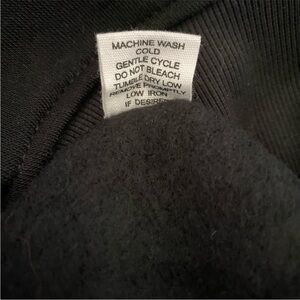 MACHINE WASH
COLD
GENTLE CYCLE
DO NOT BLEACH
TUMBLE DRY LOW
REMOVE PROMPTLY
LOW IRON
IF DESIRED